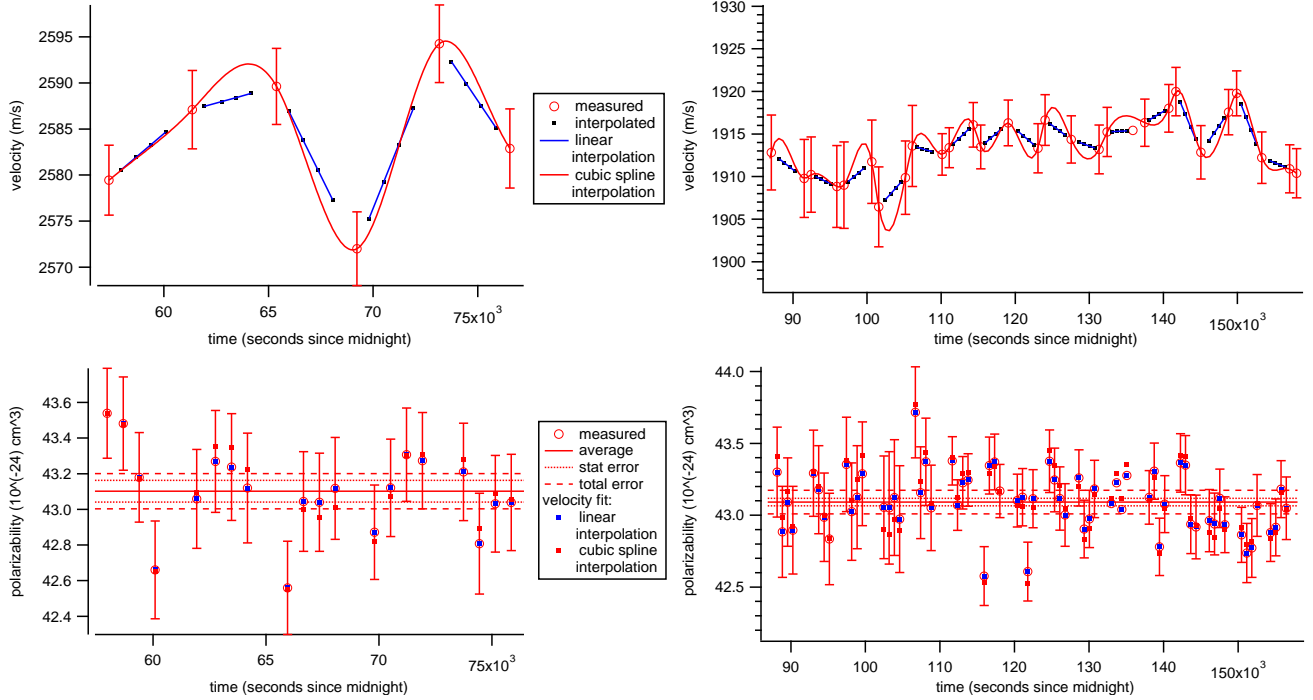 velocity (m/s)
2595
2590
2585
2580
2575
2570
60
65
70
75x10^3
time (seconds since midnight)
measured
interpolated
linear
interpolation
cubic spline
interpolation
velocity (m/s)
1930
1925
1920
1915
1910
1905
1900
90
100
110
120
130
140
150x10^3
time (seconds since midnight)
polarizability (10^(-24) cm^3)
43.6
43.4
43.2
43.0
42.8
42.6
42.4
60
65
70
75x10^3
time (seconds since midnight)
measured
average
stat error
total error
velocity fit:
linear
interpolation
cubic spline
interpolation
polarizability (10^(-24) cm^3)
44.0
43.5
43.0
42.5
90
100
110
120
130
140
150x10^3
time (seconds since midnight)